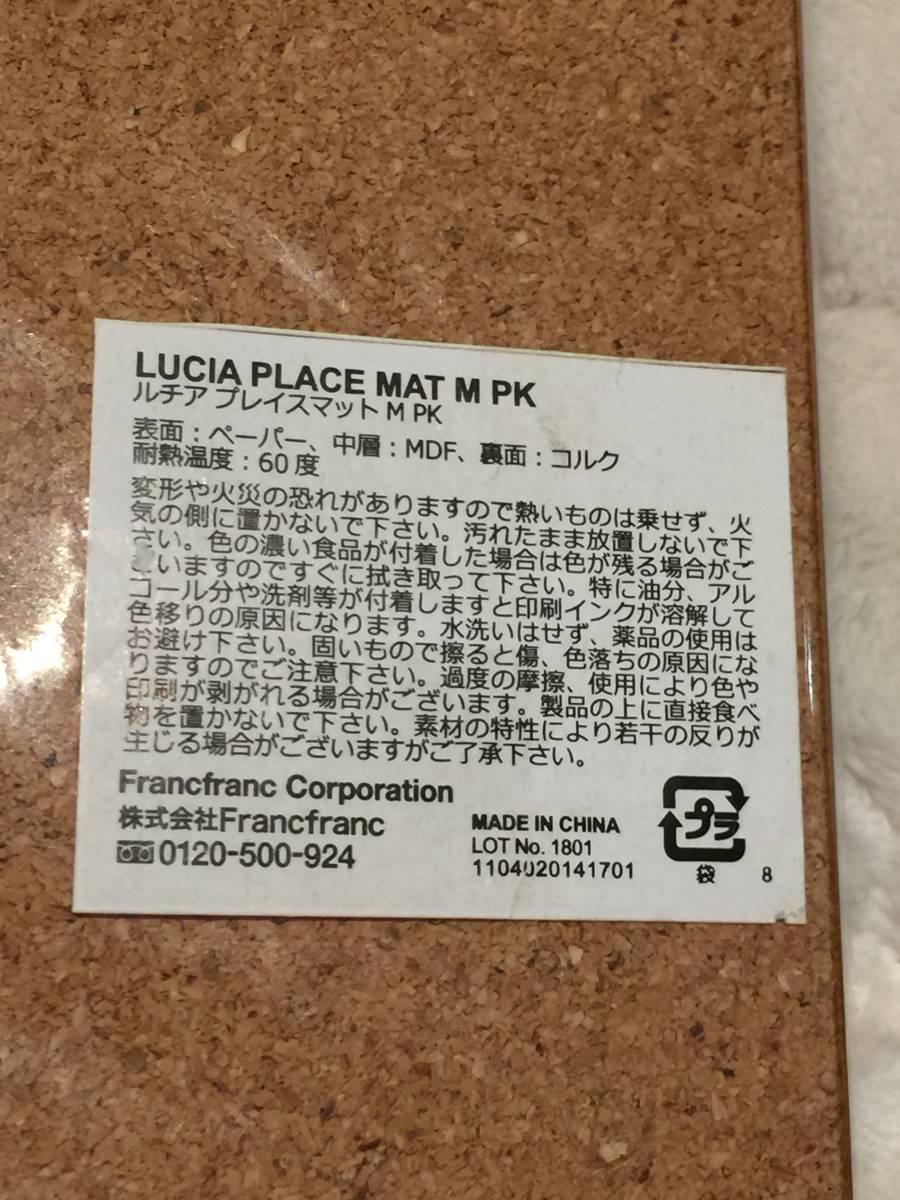 LUCIA PLACE MAT M PK
ルチア プレイスマット M PK
表面：ペーパー、中層：MDF、裏面：コルク
耐熱温度：60度
変形や火災の恐れがありますので熱いものは乗せず、火
気の側に置かないで下さい。汚れたまま放置しないで下
さい。色の濃い食品が付着した場合は色が残る場合がご
ざいますのですぐに拭き取って下さい。特に油分、アル
コール分や洗剤等が付着しますと印刷インクが溶解して
色移りの原因になります。水洗いはせず、薬品の使用は
お避け下さい。固いもので擦ると傷、色落ちの原因にな
りますのでご注意下さい。過度の摩擦、使用により色や
印刷が剥がれる場合がございます。製品の上に直接食べ
物を置かないで下さい。素材の特性により若干の反りが
生じる場合がございますがご了承下さい。
Francfranc Corporation
株式会社Francfranc
0120-500-924
MADE IN CHINA
LOT No. 1801
1104020141701
プラ
袋
8